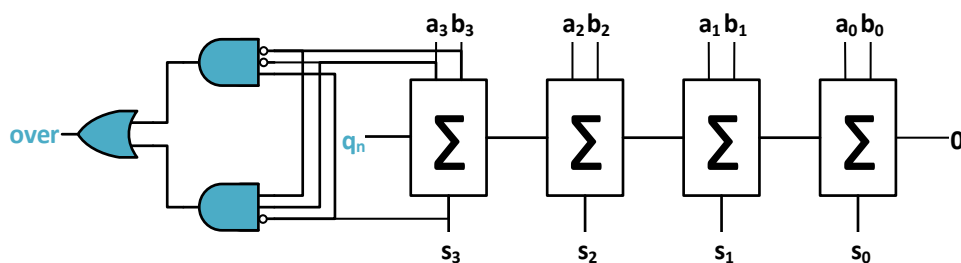 a₃ b₃ a₂ b₂ a₁ b₁ a₀ b₀
over qₙ Σ Σ Σ Σ 0
s₃ s₂ s₁ s₀